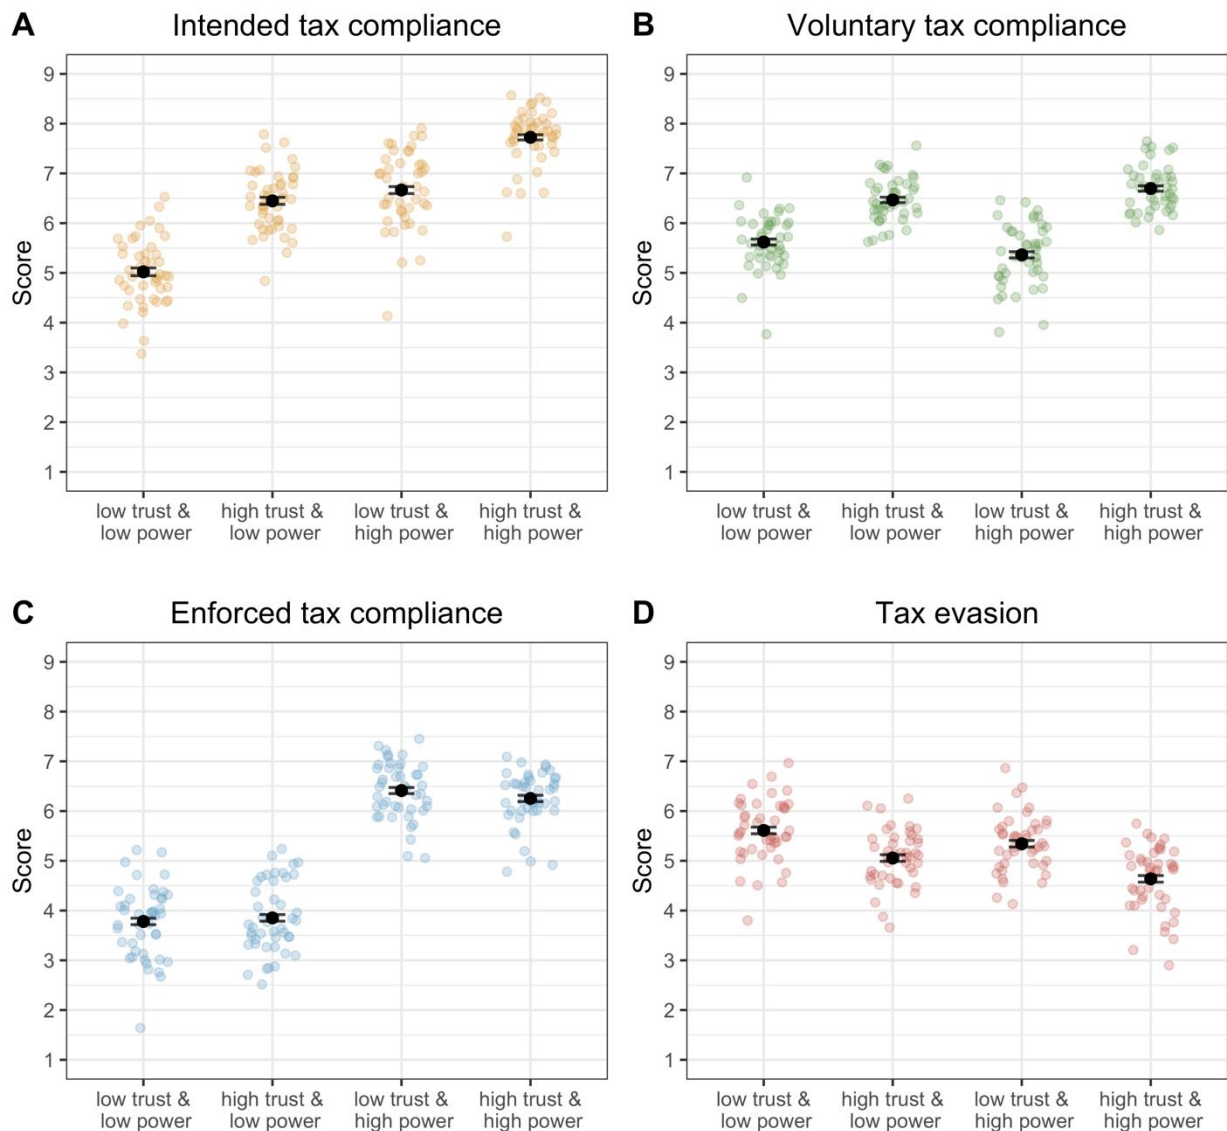 A Intended tax compliance
Score
9
8
7
6
5
4
3
2
1
low trust & high trust & low trust & high trust &
low power low power high power high power
B Voluntary tax compliance
Score
9
8
7
6
5
4
3
2
1
low trust & high trust & low trust & high trust &
low power low power high power high power
C Enforced tax compliance
Score
9
8
7
6
5
4
3
2
1
low trust & high trust & low trust & high trust &
low power low power high power high power
D Tax evasion
Score
9
8
7
6
5
4
3
2
1
low trust & high trust & low trust & high trust &
low power low power high power high power